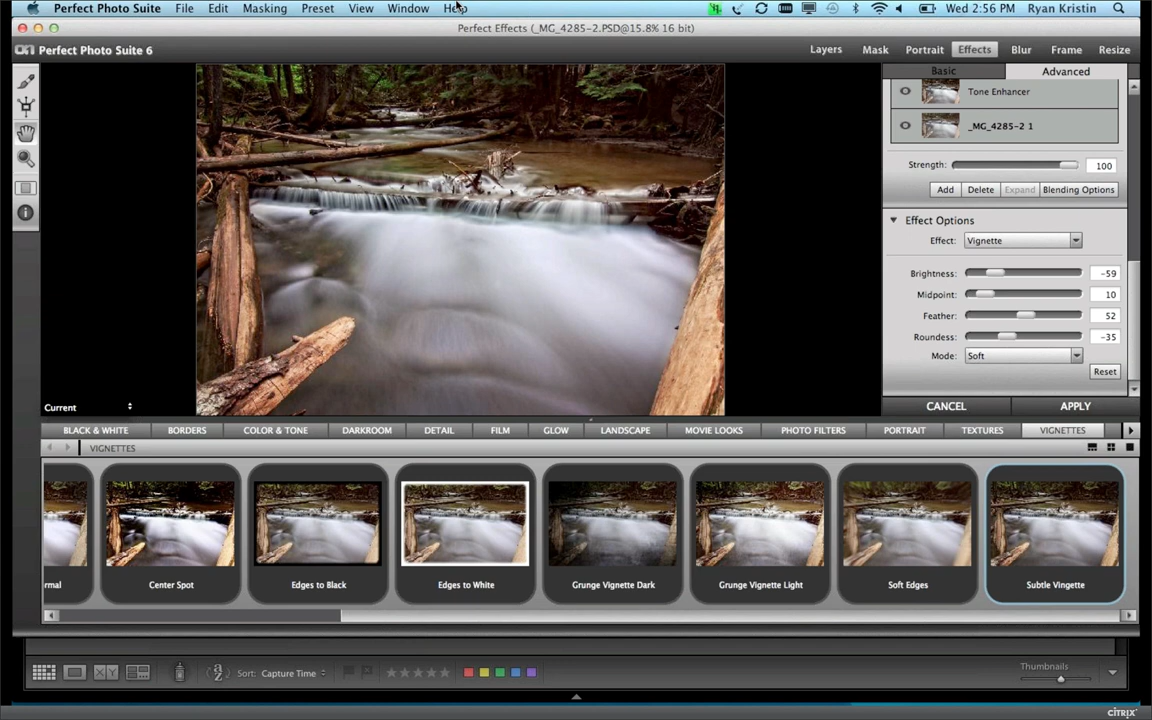 Perfect Photo Suite File Edit Masking Preset View Window Help Wed 2:56 PM Ryan Kristin
Perfect Effects (_MG_4285-2.PSD@15.8% 16 bit)
on Perfect Photo Suite 6 Layers Mask Portrait Effects Blur Frame Resize
Basic Advanced
Tone Enhancer
_MG_4285-2 1
Strength: 100
Add Delete Expand Blending Options
Effect Options
Effect: Vignette
Brightness: -59
Midpoint: 10
Feather: 52
Roundness: -35
Mode: Soft
Reset
Current CANCEL APPLY
BLACK & WHITE BORDERS COLOR & TONE DARKROOM DETAIL FILM GLOW LANDSCAPE MOVIE LOOKS PHOTO FILTERS PORTRAIT TEXTURES VIGNETTES
VIGNETTES
rmal Center Spot Edges to Black Edges to White Grunge Vignette Dark Grunge Vignette Light Soft Edges Subtle Vingette
XY Sort: Capture Time Thumbnails
CITRIX